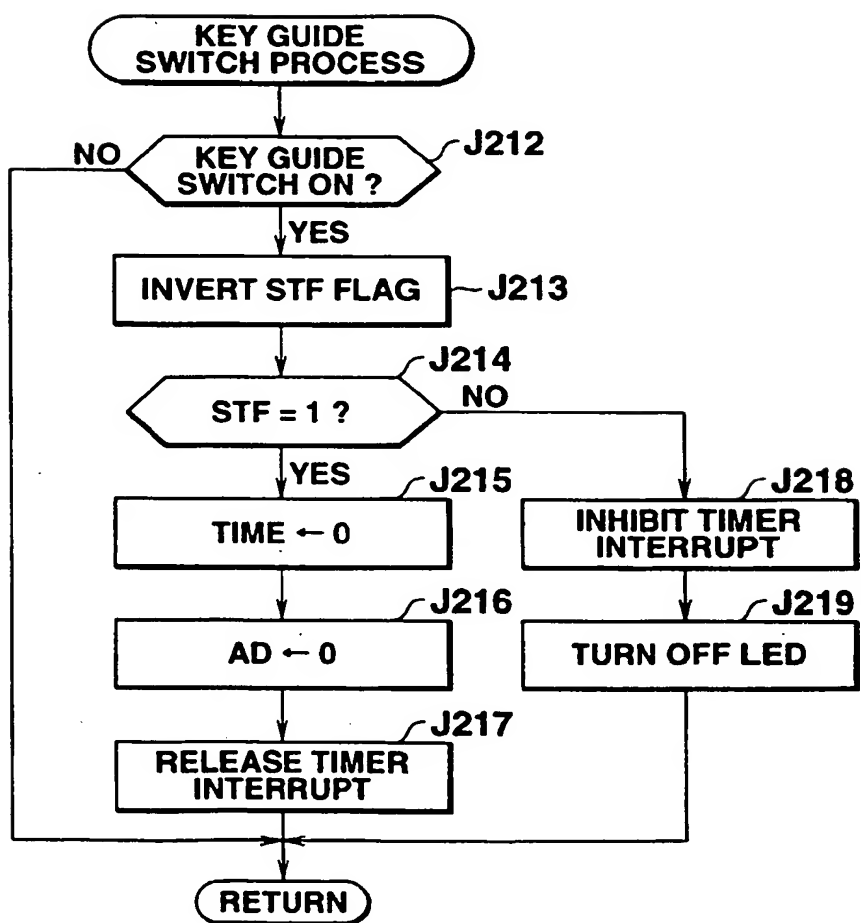 KEY GUIDE
SWITCH PROCESS
J212
NO
KEY GUIDE
SWITCH ON ?
YES
INVERT STF FLAG
J213
J214
STF = 1 ?
NO
YES
J215
TIME ← 0
J218
INHIBIT TIMER
INTERRUPT
J216
AD ← 0
J219
TURN OFF LED
J217
RELEASE TIMER
INTERRUPT
RETURN